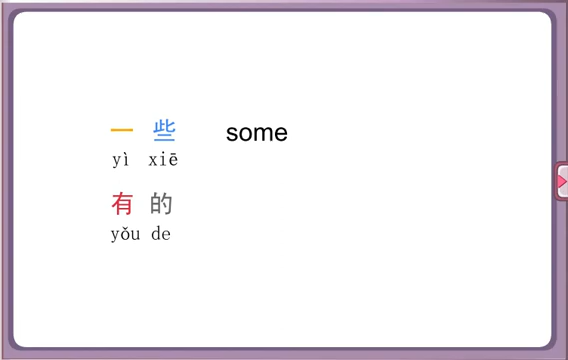 一 些 some
yì xiē
有 的
yǒu de